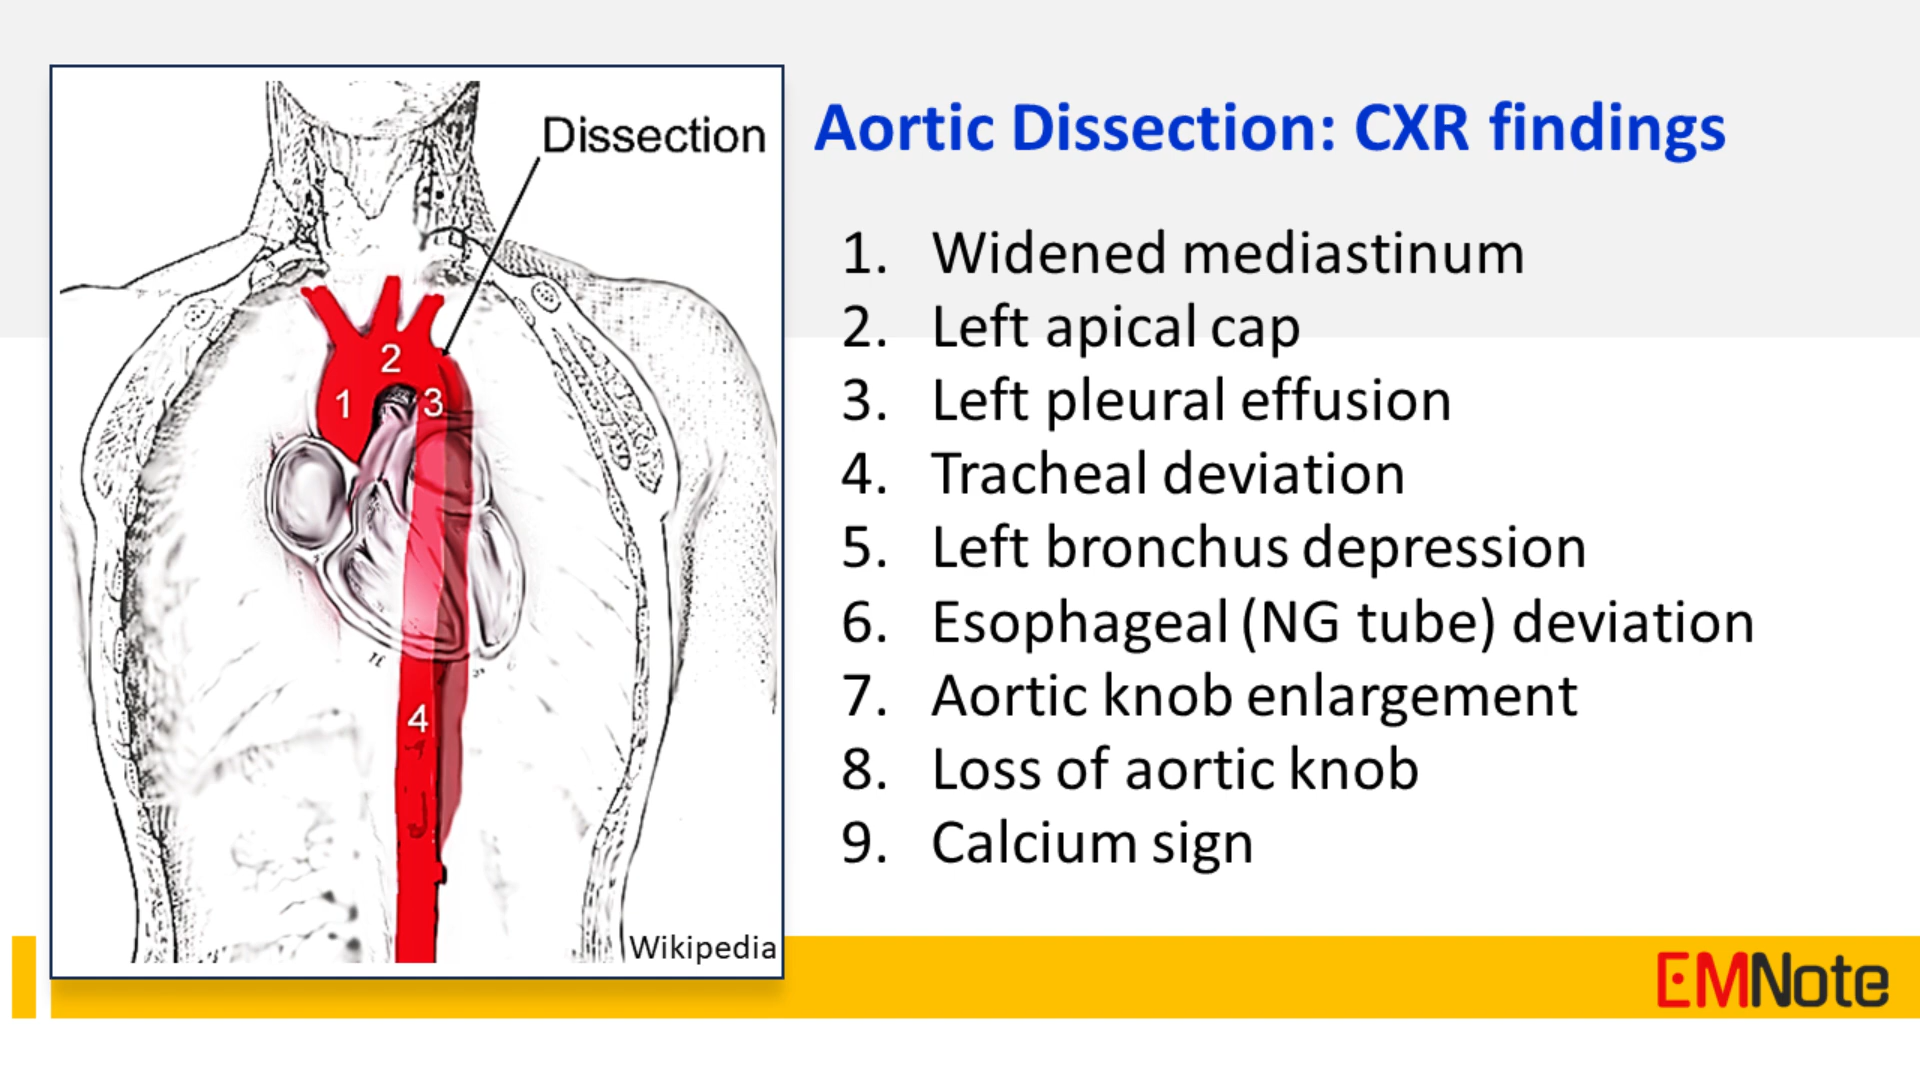 Dissection
2
1
3
4
Wikipedia
Aortic Dissection: CXR findings
1. Widened mediastinum
2. Left apical cap
3. Left pleural effusion
4. Tracheal deviation
5. Left bronchus depression
6. Esophageal (NG tube) deviation
7. Aortic knob enlargement
8. Loss of aortic knob
9. Calcium sign
EMNote